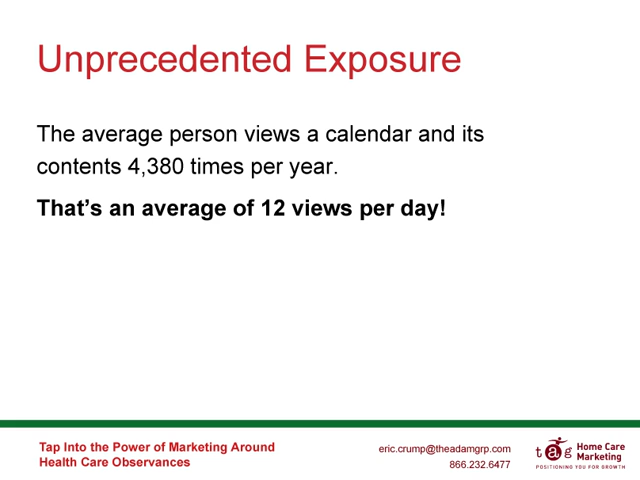 Unprecedented Exposure
The average person views a calendar and its
contents 4,380 times per year.
That's an average of 12 views per day!
Tap Into the Power of Marketing Around
Health Care Observances
eric.crump@theadamgrp.com
866.232.6477
tag
Home Care
Marketing
POSITIONING YOU FOR GROWTH